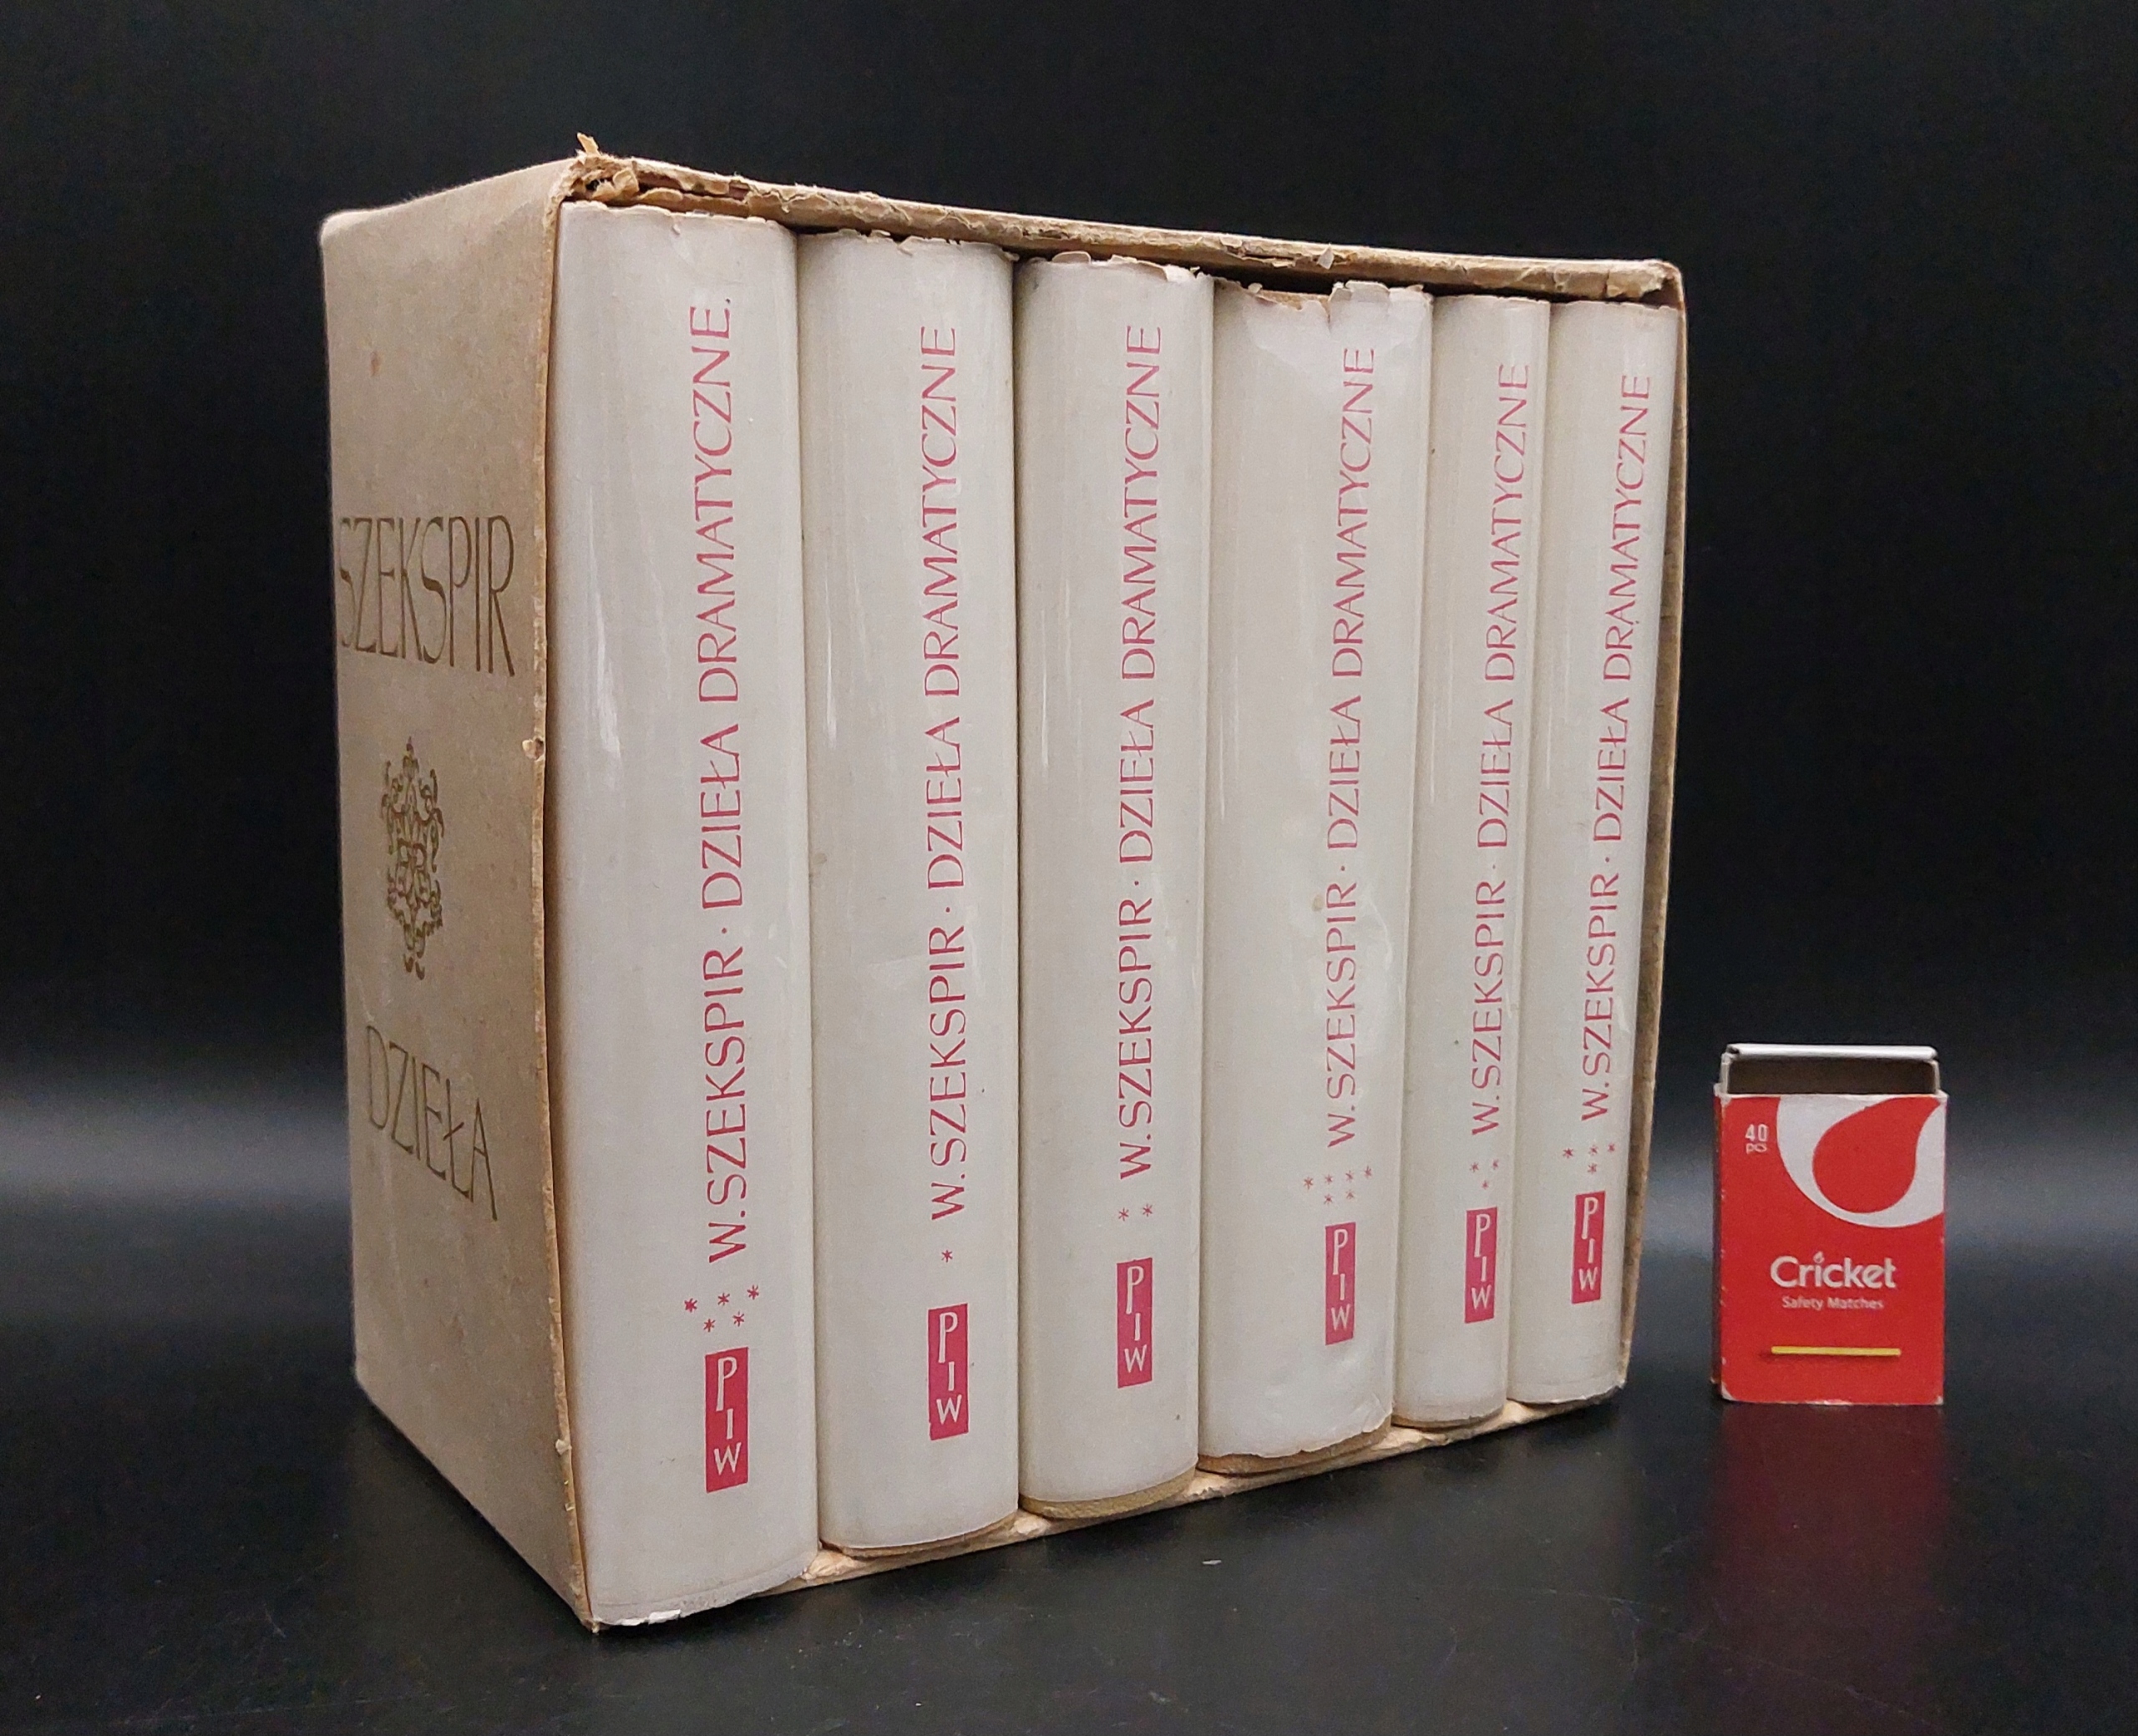 SZEKSPIR
DZIEŁA
PIW W.SZEKSPIR · DZIEŁA DRAMATYCZNE.
PIW * W.SZEKSPIR · DZIEŁA DRAMATYCZNE
PIW ** W.SZEKSPIR · DZIEŁA DRAMATYCZNE
PIW ****** W.SZEKSPIR · DZIEŁA DRAMATYCZNE
PIW *** W.SZEKSPIR · DZIEŁA DRAMATYCZNE
PIW **** W.SZEKSPIR · DZIEŁA DRAMATYCZNE
40
pcs
Cricket
Safety Matches